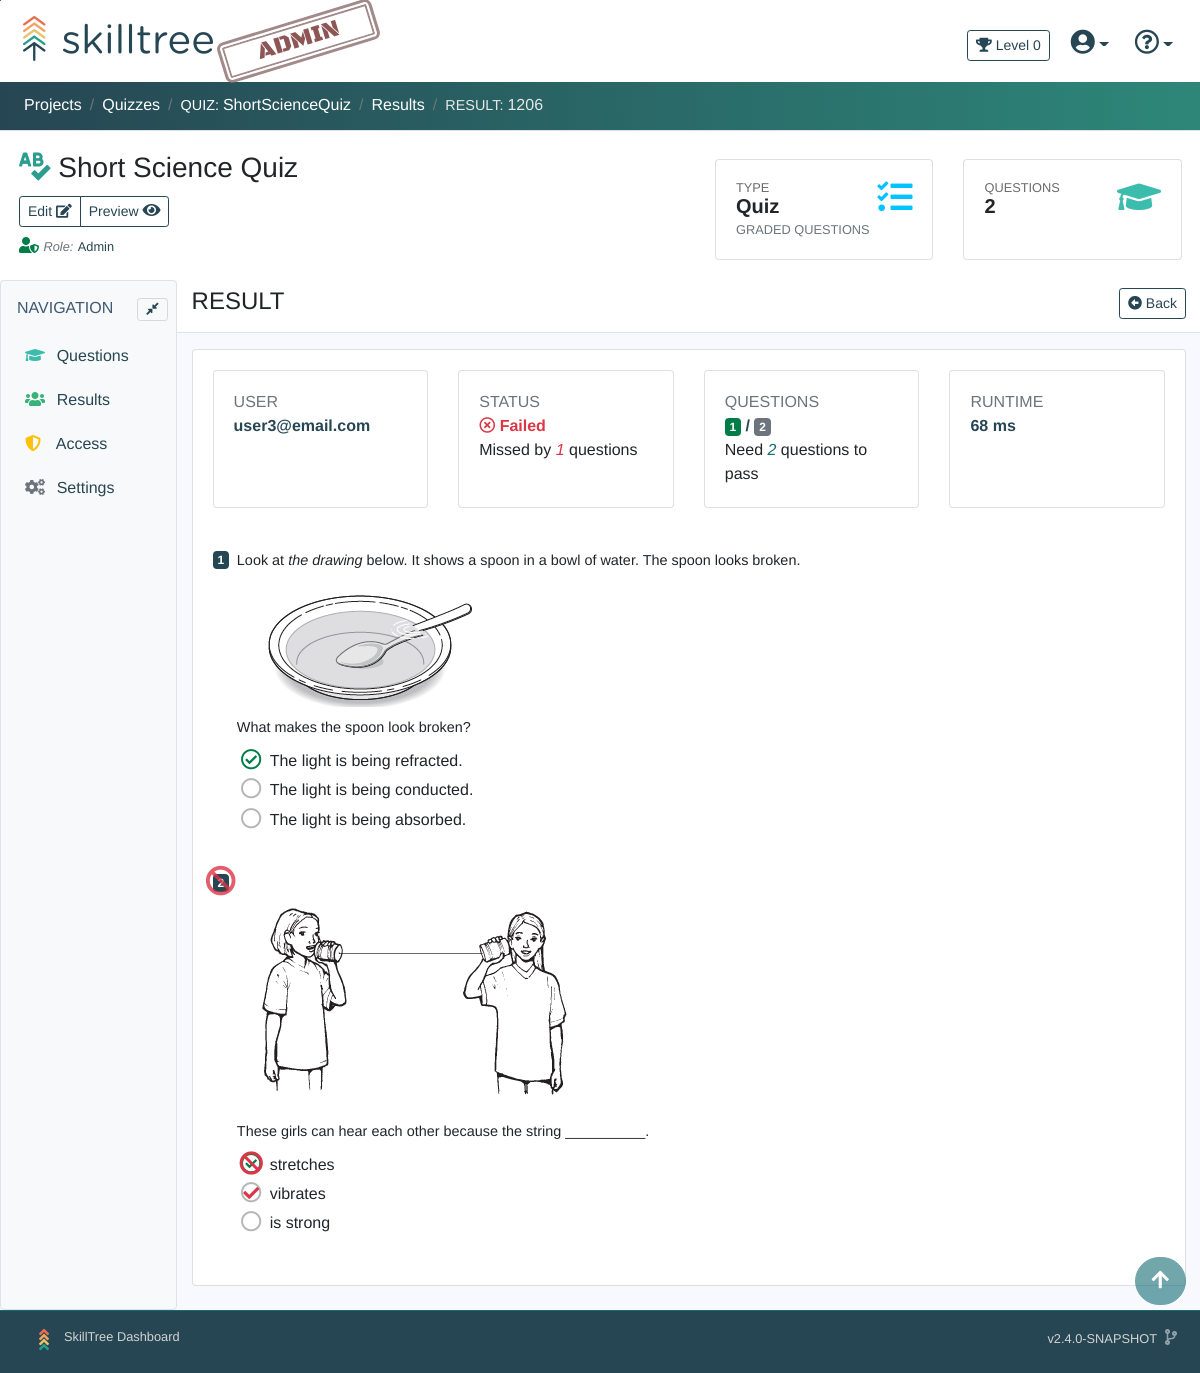 skilltree
ADMIN
Level 0
Projects / Quizzes / QUIZ: ShortScienceQuiz / Results / RESULT: 1206
AB Short Science Quiz
Edit Preview
Role: Admin
TYPE
Quiz
GRADED QUESTIONS
QUESTIONS
2
NAVIGATION
Questions
Results
Access
Settings
RESULT
Back
USER
user3@email.com
STATUS
Failed
Missed by 1 questions
QUESTIONS
1 / 2
Need 2 questions to
pass
RUNTIME
68 ms
1 Look at the drawing below. It shows a spoon in a bowl of water. The spoon looks broken.
What makes the spoon look broken?
The light is being refracted.
The light is being conducted.
The light is being absorbed.
2
These girls can hear each other because the string __________.
stretches
vibrates
is strong
SkillTree Dashboard
v2.4.0-SNAPSHOT